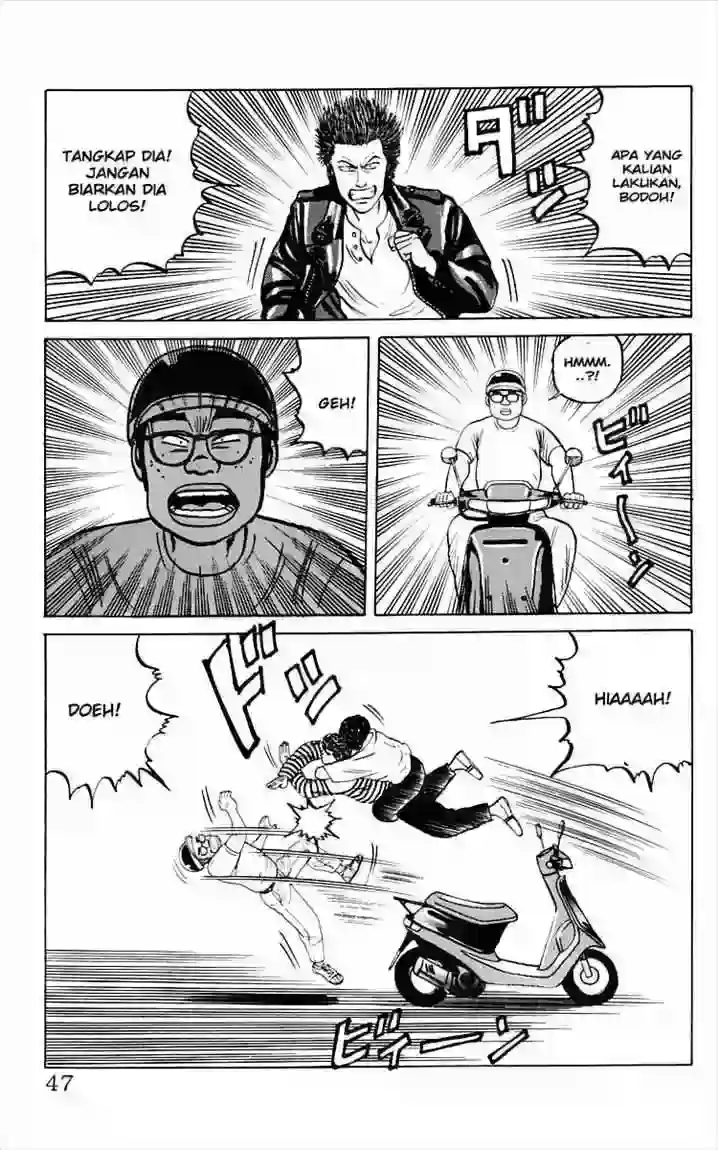 APA YANG
KALIAN
LAKUKAN,
BODOH!
ダッ
TANGKAP DIA!
JANGAN
BIARKAN DIA
LOLOS!
HMMM.
..?!
ビィーン
GEH!
HIAAAAH!
ドッ
DOEH!
ビィーン
47